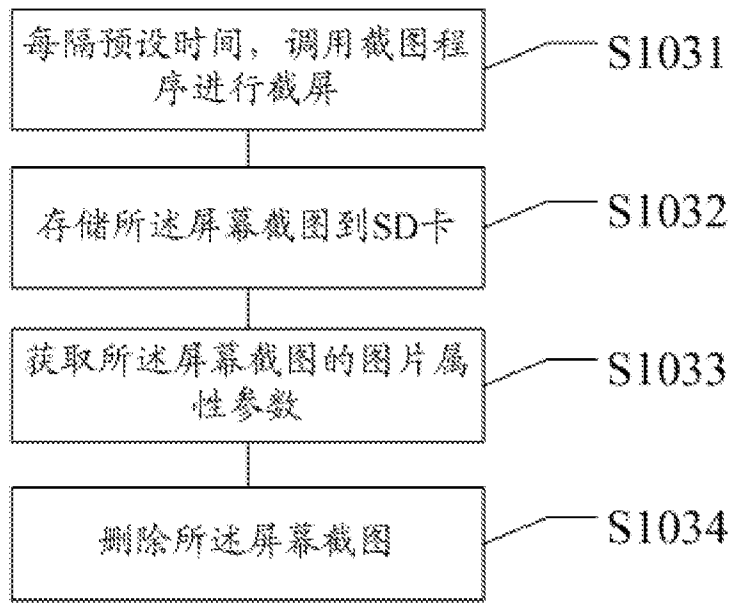 每隔预设时间，调用截图程
序进行截屏
S1031
存储所述屏幕截图到SD卡
S1032
获取所述屏幕截图的图片属
性参数
S1033
删除所述屏幕截图
S1034